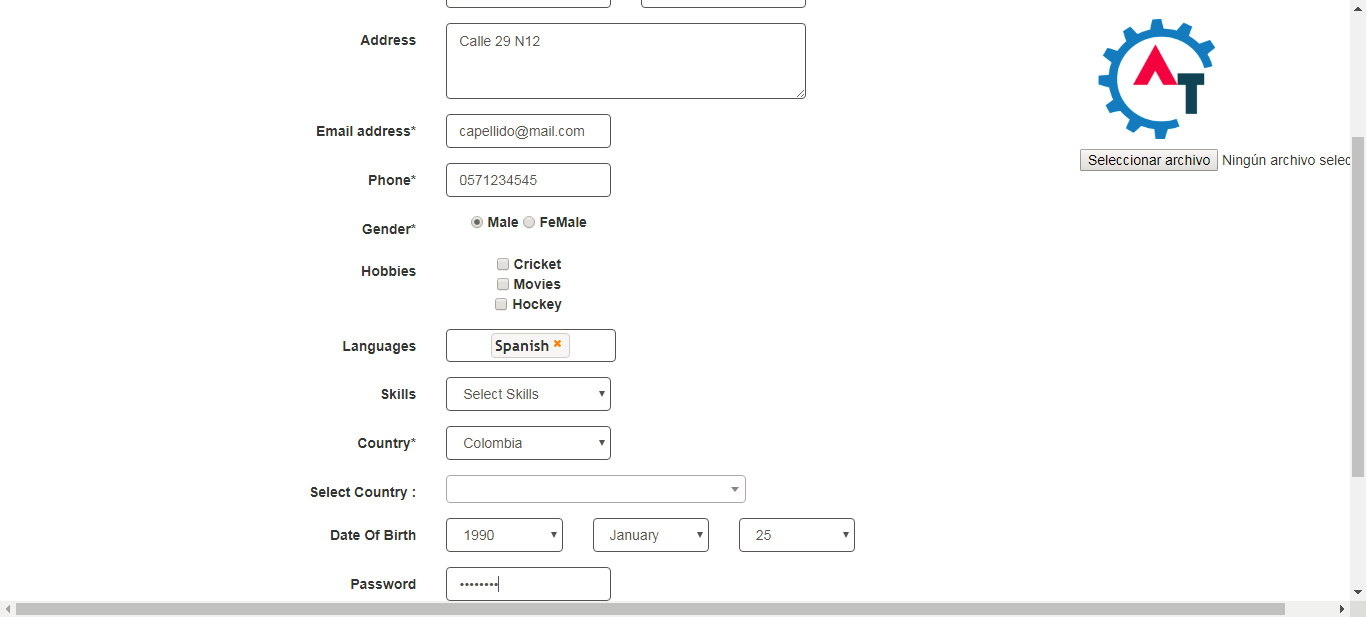 Address Calle 29 N12
Email address* capellido@mail.com
Seleccionar archivo Ningún archivo selec
Phone* 0571234545
Gender* Male FeMale
Hobbies Cricket
Movies
Hockey
Languages Spanish
Skills Select Skills
Country* Colombia
Select Country :
Date Of Birth 1990 January 25
Password ••••••••
AT